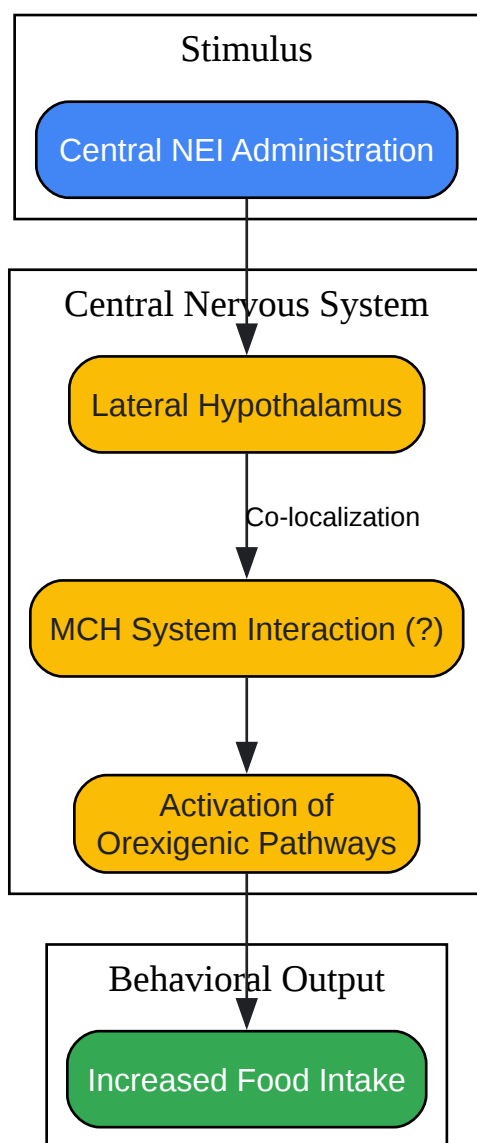 Stimulus
Central NEI Administration
Central Nervous System
Lateral Hypothalamus
Co-localization
MCH System Interaction (?)
Activation of
Orexigenic Pathways
Behavioral Output
Increased Food Intake